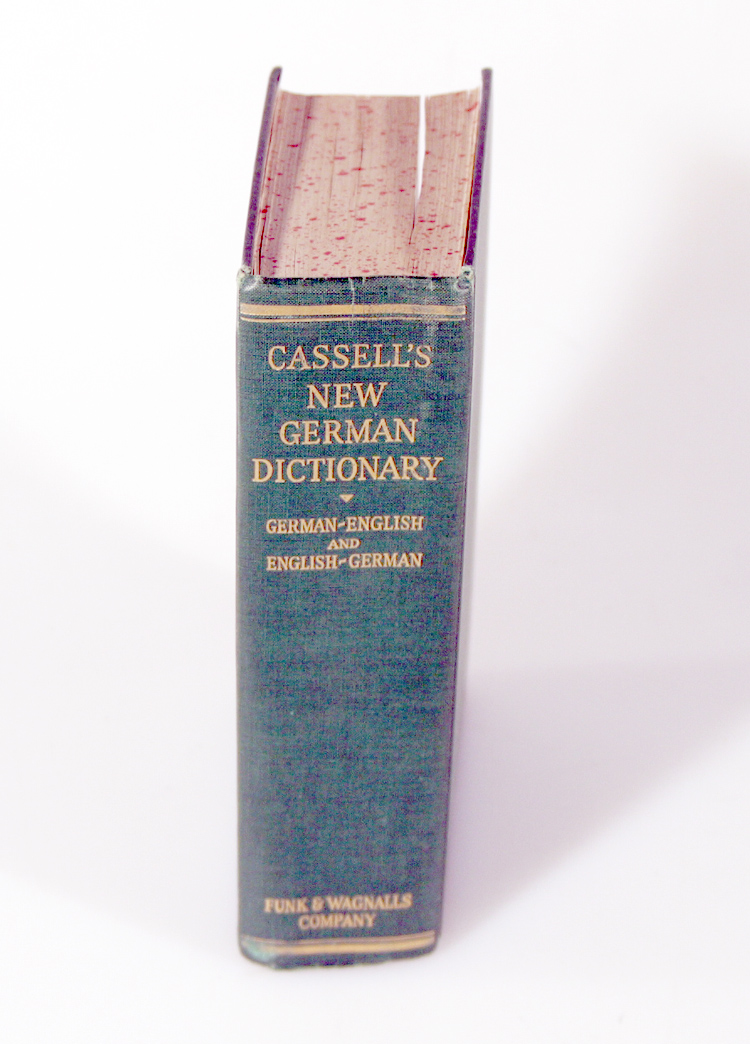 CASSELL'S
NEW
GERMAN
DICTIONARY
GERMAN-ENGLISH
AND
ENGLISH-GERMAN
FUNK & WAGNALLS
COMPANY